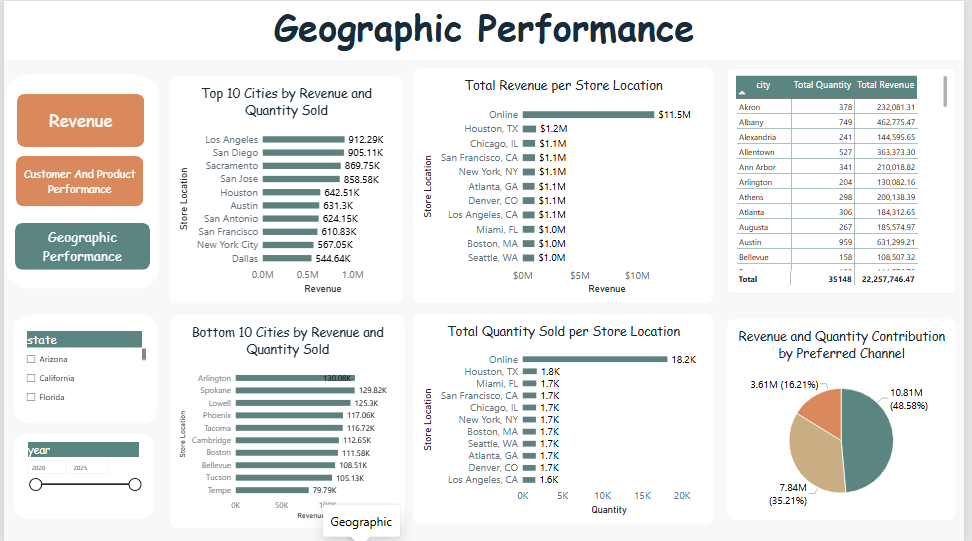 Geographic Performance
Revenue
Customer And Product
Performance
Geographic
Performance
state
Arizona
California
Florida
year
2020
2025
Top 10 Cities by Revenue and
Quantity Sold
Store Location
Los Angeles 912.29K
San Diego 905.11K
Sacramento 869.75K
San Jose 858.58K
Houston 642.51K
Austin 631.3K
San Antonio 624.15K
San Francisco 610.83K
New York City 567.05K
Dallas 544.64K
0.0M 0.5M 1.0M
Revenue
Total Revenue per Store Location
Store Location
Online $11.5M
Houston, TX $1.2M
Chicago, IL $1.1M
San Francisco, CA $1.1M
New York, NY $1.1M
Atlanta, GA $1.1M
Denver, CO $1.1M
Los Angeles, CA $1.1M
Miami, FL $1.0M
Boston, MA $1.0M
Seattle, WA $1.0M
$0M $5M $10M
Revenue
city Total Quantity Total Revenue
Akron 378 232,081.31
Albany 749 462,775.47
Alexandria 241 144,595.65
Allentown 527 363,373.30
Ann Arbor 341 210,018.82
Arlington 204 130,082.16
Athens 298 200,138.39
Atlanta 306 184,312.65
Augusta 267 185,574.97
Austin 959 631,299.21
Bellevue 158 108,507.32
Total 35148 22,257,746.47
Bottom 10 Cities by Revenue and
Quantity Sold
Store Location
Arlington 130.08K
Spokane 129.82K
Lowell 125.3K
Phoenix 117.06K
Tacoma 116.72K
Cambridge 112.65K
Boston 111.58K
Bellevue 108.51K
Tucson 105.13K
Tempe 79.79K
0K 50K 100K
Geographic
Total Quantity Sold per Store Location
Store Location
Online 18.2K
Houston, TX 1.8K
Miami, FL 1.7K
San Francisco, CA 1.7K
Chicago, IL 1.7K
New York, NY 1.7K
Boston, MA 1.7K
Seattle, WA 1.7K
Atlanta, GA 1.7K
Denver, CO 1.7K
Los Angeles, CA 1.6K
0K 5K 10K 15K 20K
Quantity
Revenue and Quantity Contribution
by Preferred Channel
3.61M (16.21%)
10.81M
(48.58%)
7.84M
(35.21%)